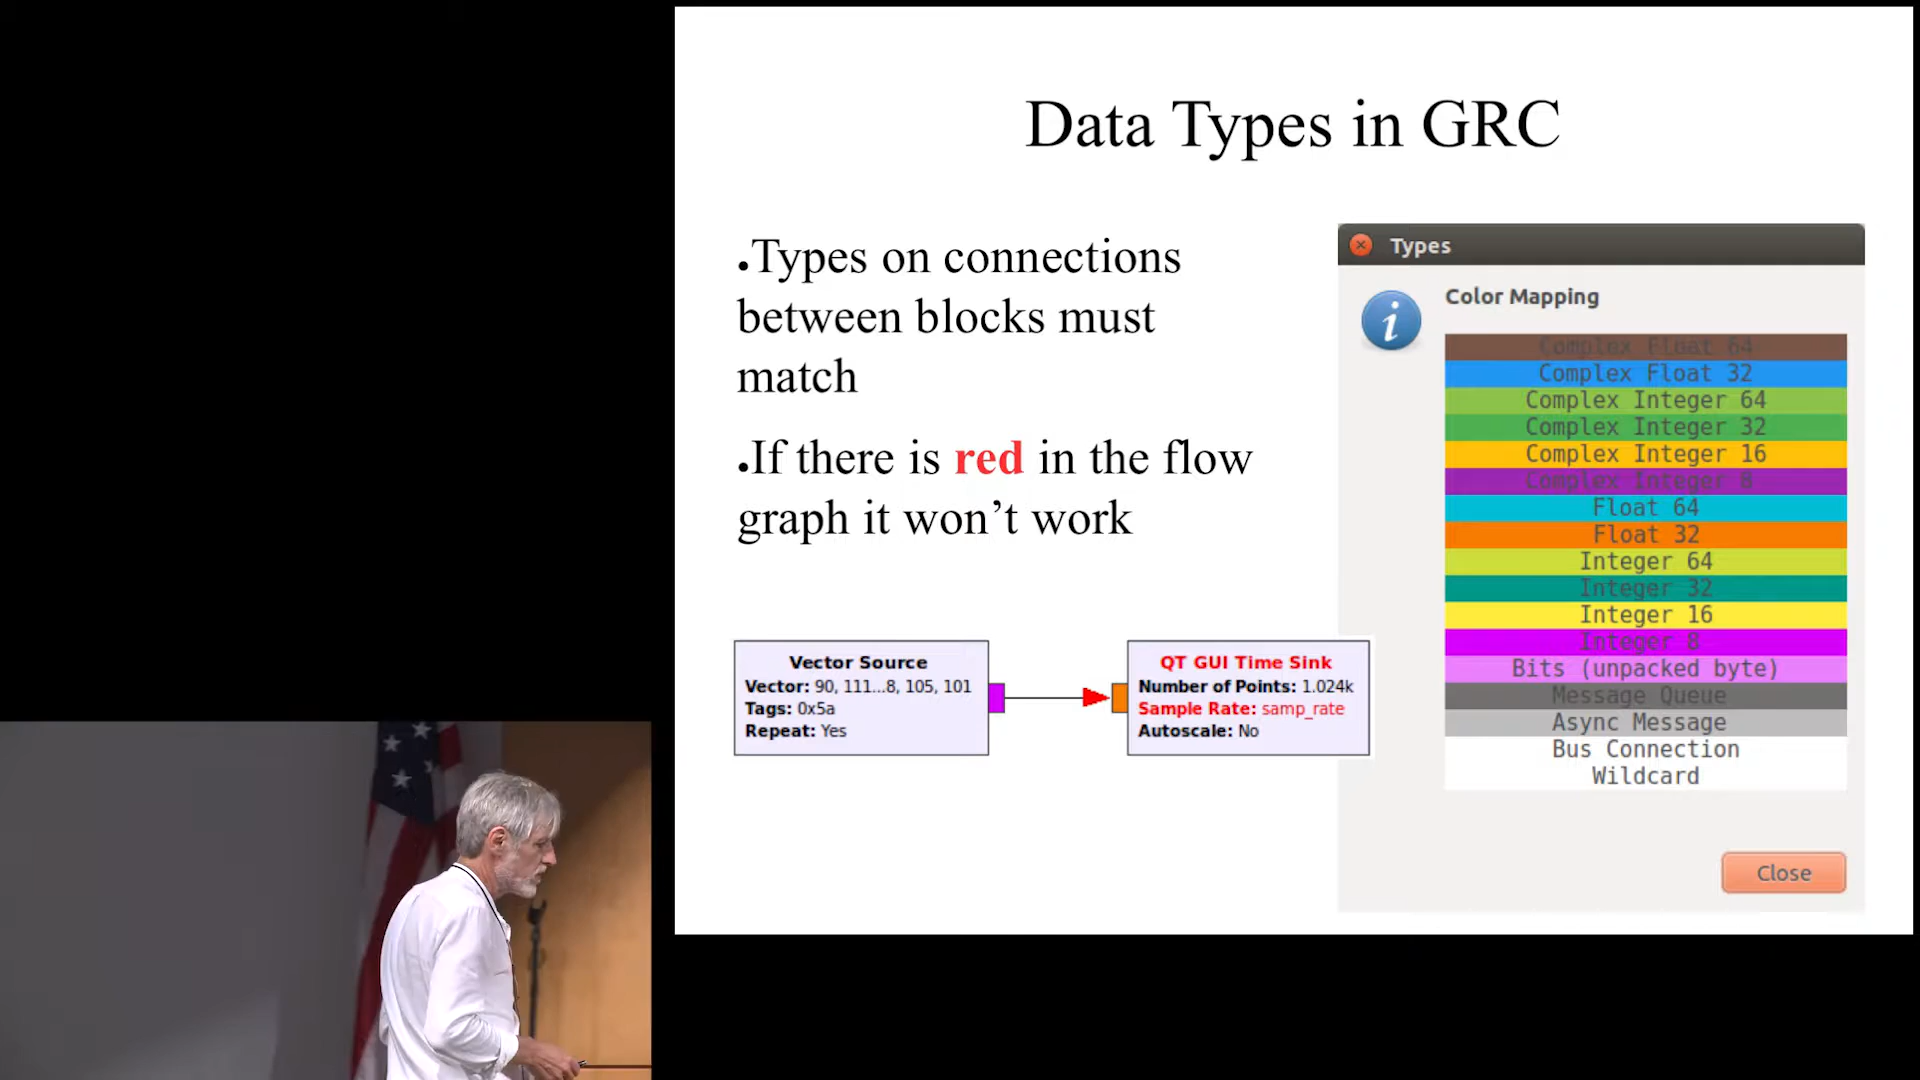 Data Types in GRC
●Types on connections
between blocks must
match
●If there is red in the flow
graph it won’t work
Vector Source
Vector: 90, 111...8, 105, 101
Tags: 0x5a
Repeat: Yes
QT GUI Time Sink
Number of Points: 1.024k
Sample Rate: samp_rate
Autoscale: No
Types
Color Mapping
Complex Float 64
Complex Float 32
Complex Integer 64
Complex Integer 32
Complex Integer 16
Complex Integer 8
Float 64
Float 32
Integer 64
Integer 32
Integer 16
Integer 8
Bits (unpacked byte)
Message Queue
Async Message
Bus Connection
Wildcard
Close